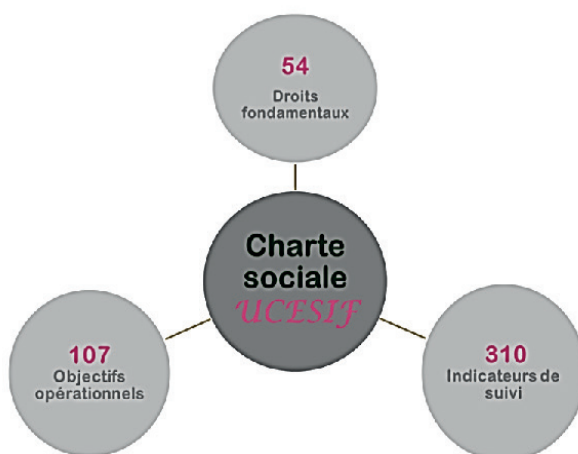 54
Droits
fondamentaux
Charte
sociale
UCESIF
107
Objectifs
opérationnels
310
Indicateurs de
suivi